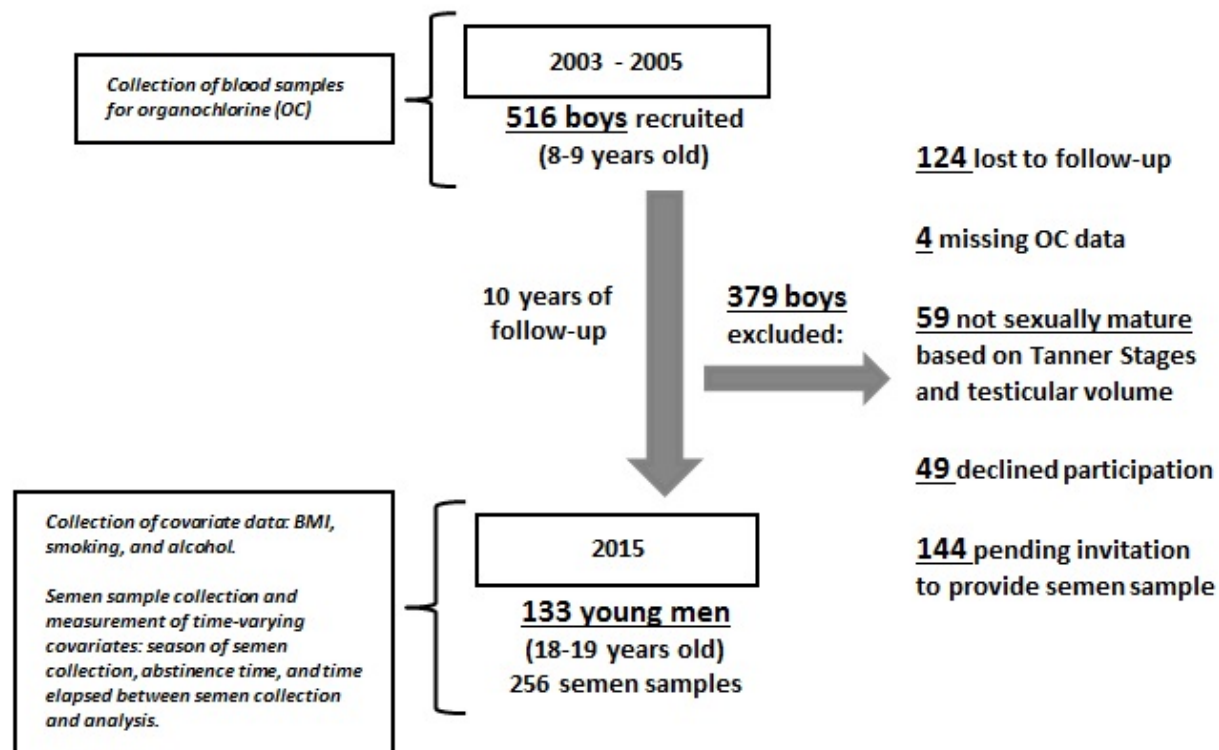 Collection of blood samples
for organochlorine (OC)
2003 - 2005
516 boys recruited
(8-9 years old)
10 years of
follow-up
379 boys
excluded:
124 lost to follow-up
4 missing OC data
59 not sexually mature
based on Tanner Stages
and testicular volume
49 declined participation
144 pending invitation
to provide semen sample
Collection of covariate data: BMI,
smoking, and alcohol.
Semen sample collection and
measurement of time-varying
covariates: season of semen
collection, abstinence time, and time
elapsed between semen collection
and analysis.
2015
133 young men
(18-19 years old)
256 semen samples